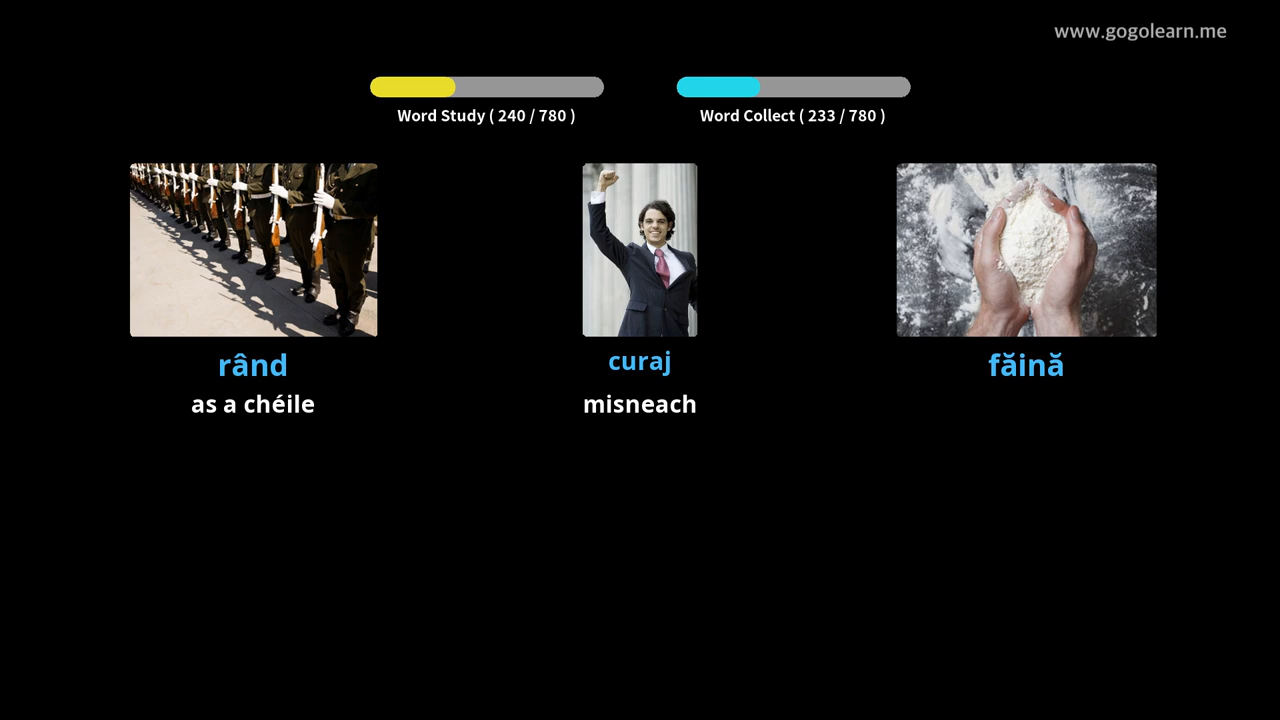 www.gogolearn.me
Word Study ( 240 / 780 )
Word Collect ( 233 / 780 )
rând
curaj
făină
as a chéile
misneach